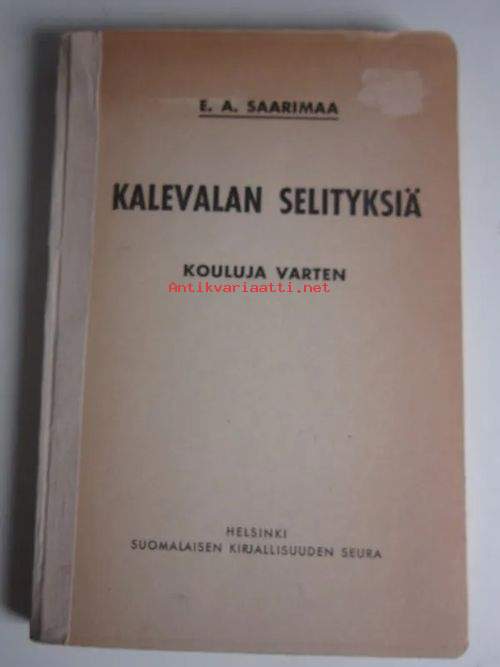 E. A. SAARIMAA
KALEVALAN SELITYKSIÄ
KOULUJA VARTEN
Antikvariaatti.net
HELSINKI
SUOMALAISEN KIRJALLISUUDEN SEURA